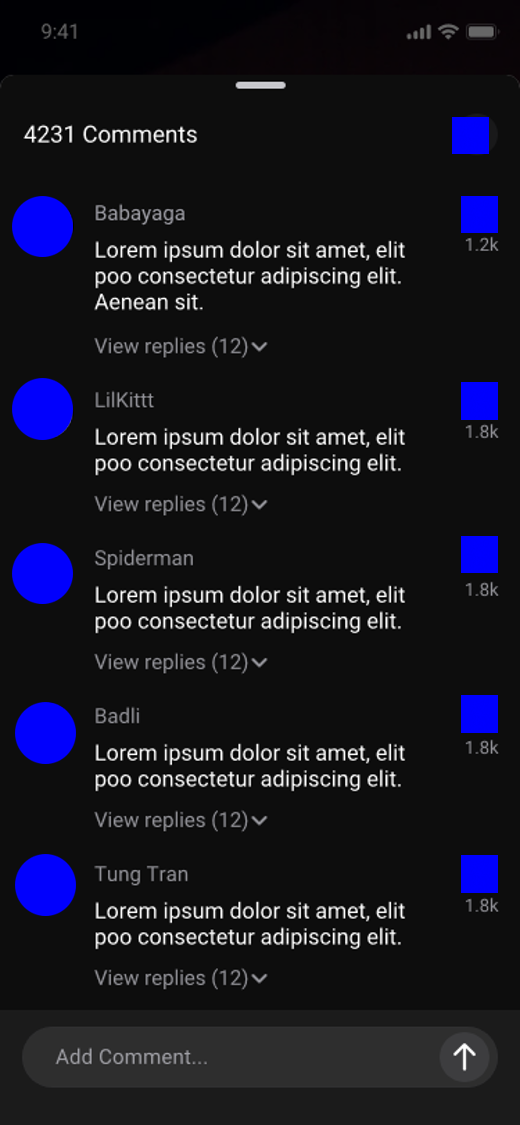 9:41
4231 Comments
Babayaga
Lorem ipsum dolor sit amet, elit
poo consectetur adipiscing elit.
Aenean sit.
1.2k
View replies (12)
LilKittt
Lorem ipsum dolor sit amet, elit
poo consectetur adipiscing elit.
1.8k
View replies (12)
Spiderman
Lorem ipsum dolor sit amet, elit
poo consectetur adipiscing elit.
1.8k
View replies (12)
Badli
Lorem ipsum dolor sit amet, elit
poo consectetur adipiscing elit.
1.8k
View replies (12)
Tung Tran
Lorem ipsum dolor sit amet, elit
poo consectetur adipiscing elit.
1.8k
View replies (12)
Add Comment...